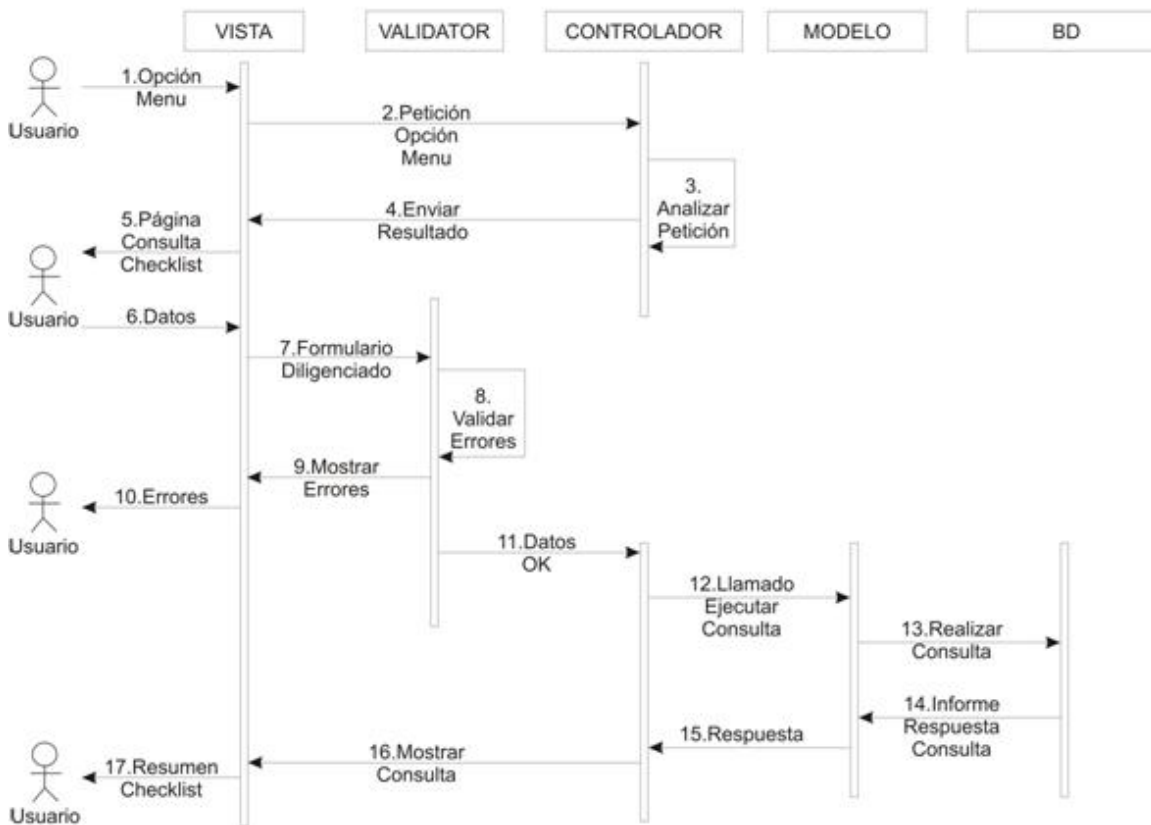 VISTA
VALIDATOR
CONTROLADOR
MODELO
BD
1.Opción
Menu
Usuario
2.Petición
Opción
Menu
3.
Analizar
Petición
4.Enviar
Resultado
5.Página
Consulta
Checklist
Usuario
6.Datos
7.Formulario
Diligenciado
8.
Validar
Errores
9.Mostrar
Errores
10.Errores
Usuario
11.Datos
OK
12.Llamado
Ejecutar
Consulta
13.Realizar
Consulta
14.Informe
Respuesta
Consulta
15.Respuesta
16.Mostrar
Consulta
17.Resumen
Checklist
Usuario